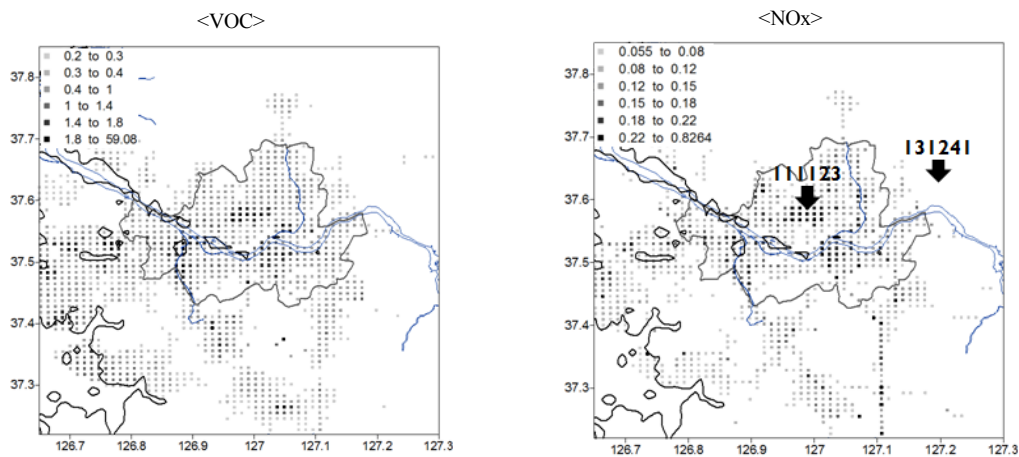 <VOC>
0.2 to 0.3
0.3 to 0.4
0.4 to 1
1 to 1.4
1.4 to 1.8
1.8 to 59.08
37.8
37.7
37.6
37.5
37.4
37.3
126.7 126.8 126.9 127 127.1 127.2 127.3
<NOx>
0.055 to 0.08
0.08 to 0.12
0.12 to 0.15
0.15 to 0.18
0.18 to 0.22
0.22 to 0.8264
131241
111123
37.8
37.7
37.6
37.5
37.4
37.3
126.7 126.8 126.9 127 127.1 127.2 127.3